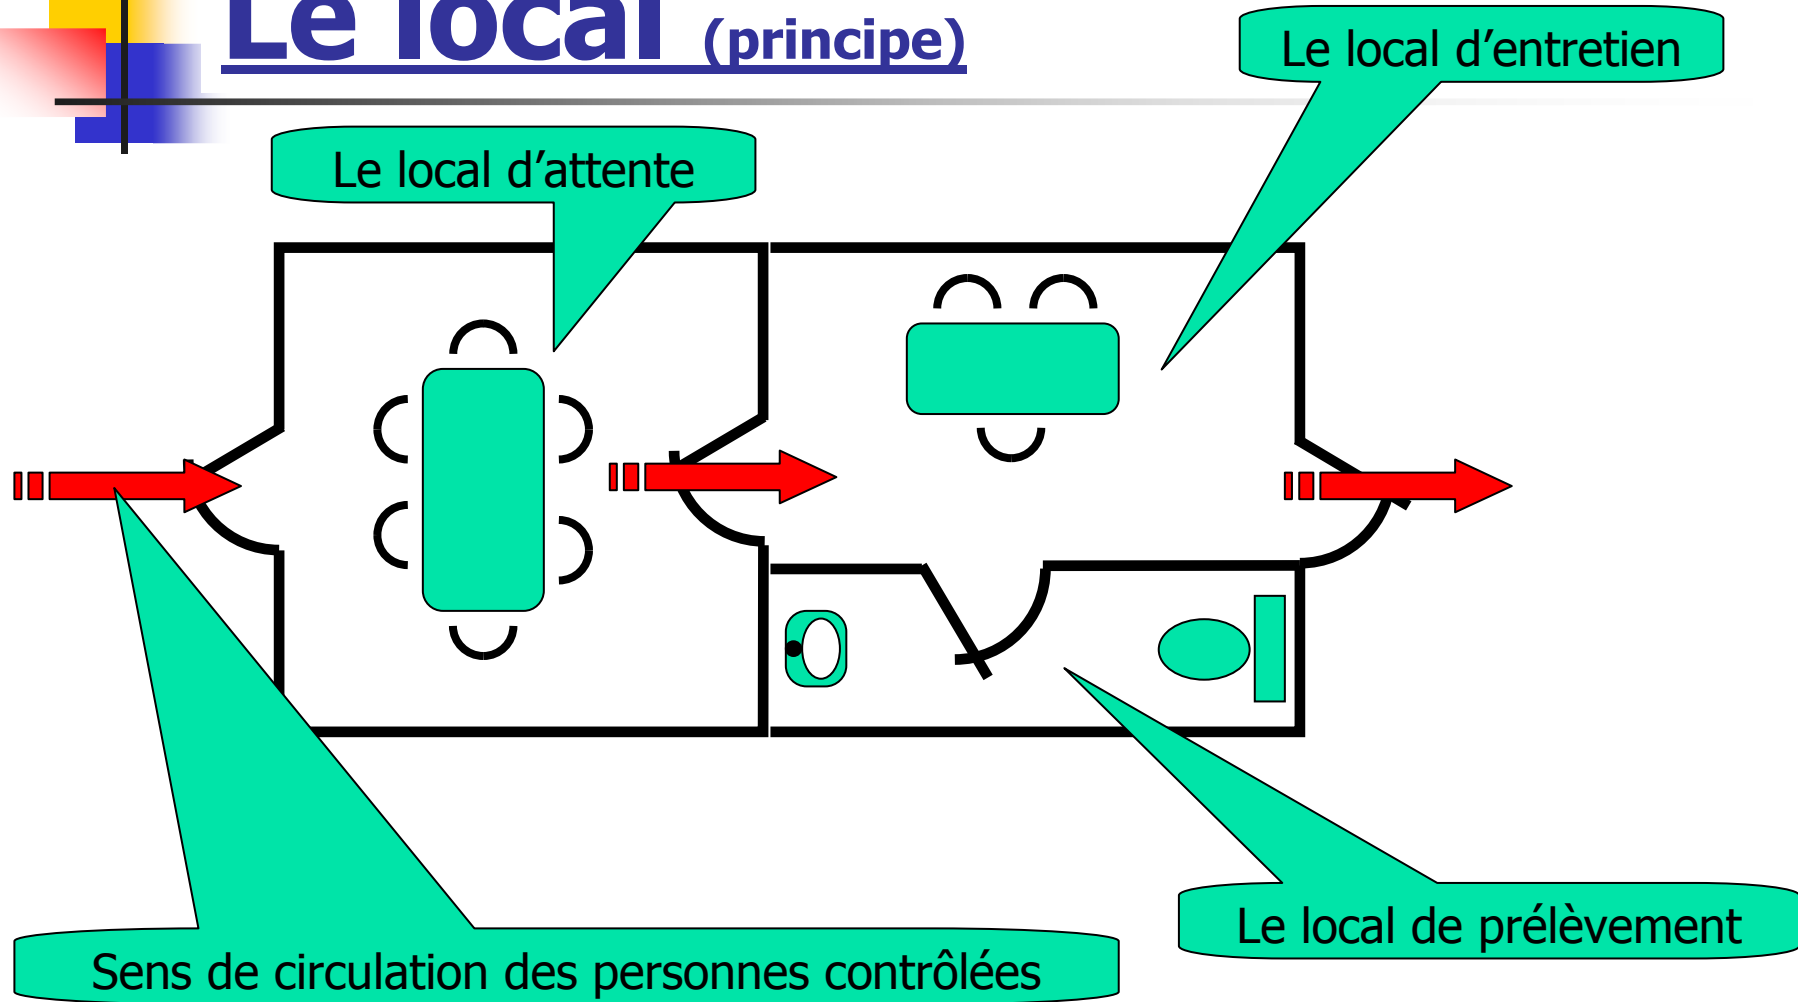 Le local (principe)
Le local d’entretien
Le local d’attente
Le local de prélèvement
Sens de circulation des personnes contrôlées